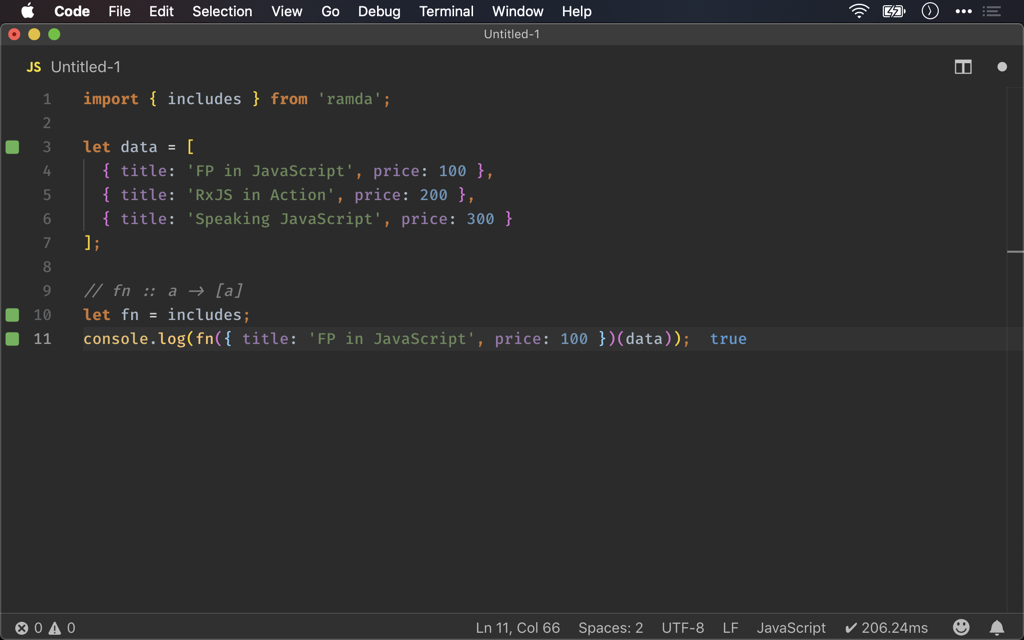 Code File Edit Selection View Go Debug Terminal Window Help
Untitled-1
JS Untitled-1
1 import { includes } from 'ramda';
2
3 let data = [
4 { title: 'FP in JavaScript', price: 100 },
5 { title: 'RxJS in Action', price: 200 },
6 { title: 'Speaking JavaScript', price: 300 }
7 ];
8
9 // fn :: a → [a]
10 let fn = includes;
11 console.log(fn({ title: 'FP in JavaScript', price: 100 })(data)); true
0 0 Ln 11, Col 66 Spaces: 2 UTF-8 LF JavaScript ✔ 206.24ms